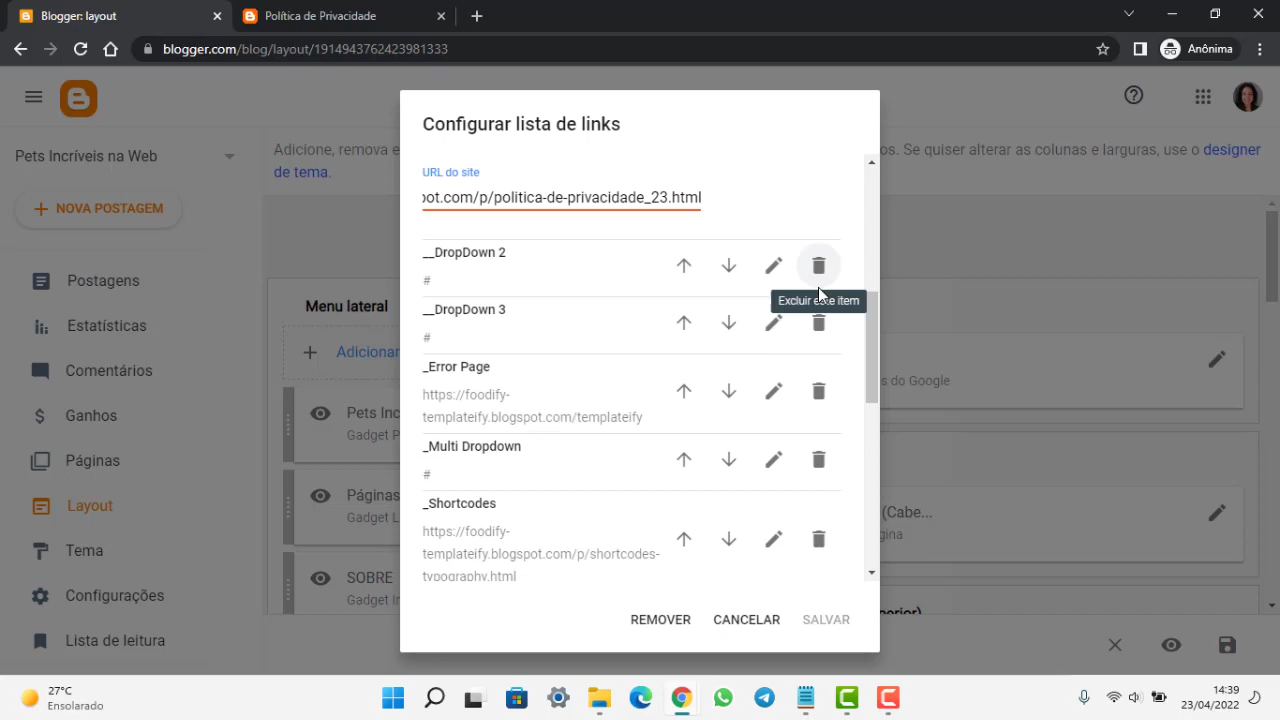 Blogger: layout
Política de Privacidade
blogger.com/blog/layout/1914943762423981333
Anônima
Pets Incríveis na Web
NOVA POSTAGEM
Postagens
Estatísticas
Comentários
Ganhos
Páginas
Layout
Tema
Configurações
Lista de leitura
Adicione, remova e
os. Se quiser alterar as colunas e larguras, use o designer
de tema.
Menu lateral
Adicionar
Pets Inc
Gadget P
Páginas
Gadget L
SOBRE
Gadget In
s do Google
(Cabe...
gina
Configurar lista de links
URL do site
pot.com/p/politica-de-privacidade_23.html
__DropDown 2
#
Excluir este item
__DropDown 3
#
_Error Page
https://foodify-
templateify.blogspot.com/templateify
_Multi Dropdown
#
_Shortcodes
https://foodify-
templateify.blogspot.com/p/shortcodes-
typography.html
REMOVER
CANCELAR
SALVAR
27°C
Ensolarado
14:39
23/04/2022